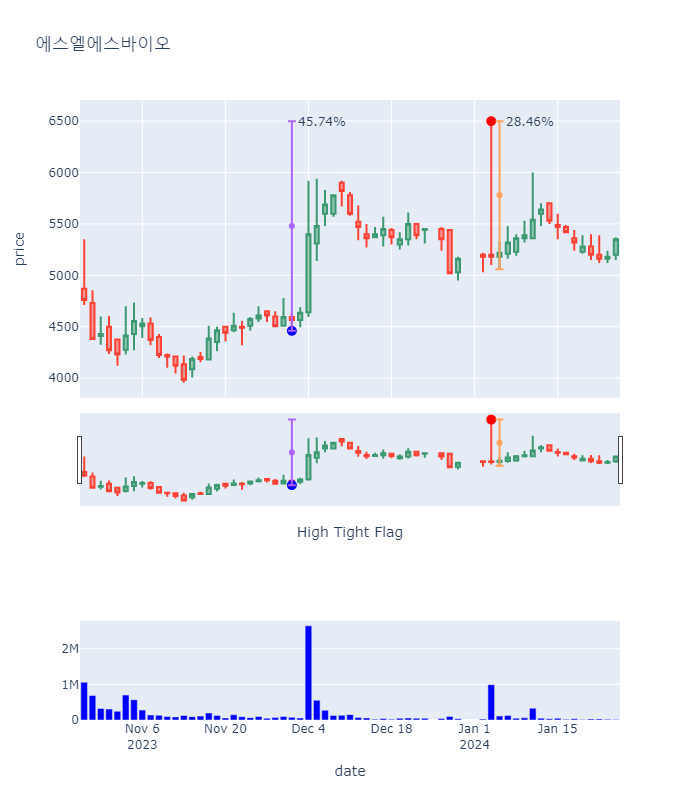 에스엘에스바이오
45.74%
28.46%
6500
6000
5500
5000
4500
4000
price
High Tight Flag
2M
1M
0
Nov 6
2023
Nov 20
Dec 4
Dec 18
Jan 1
2024
Jan 15
date